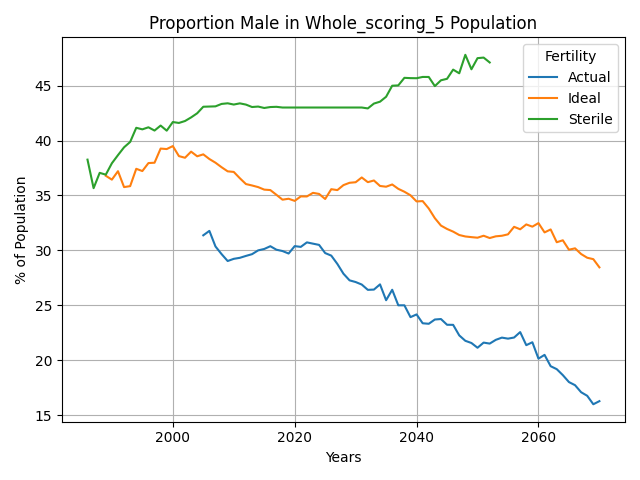 Proportion Male in Whole_scoring_5 Population
Fertility
Actual
Ideal
Sterile
% of Population
45
40
35
30
25
20
15
2000
2020
2040
2060
Years